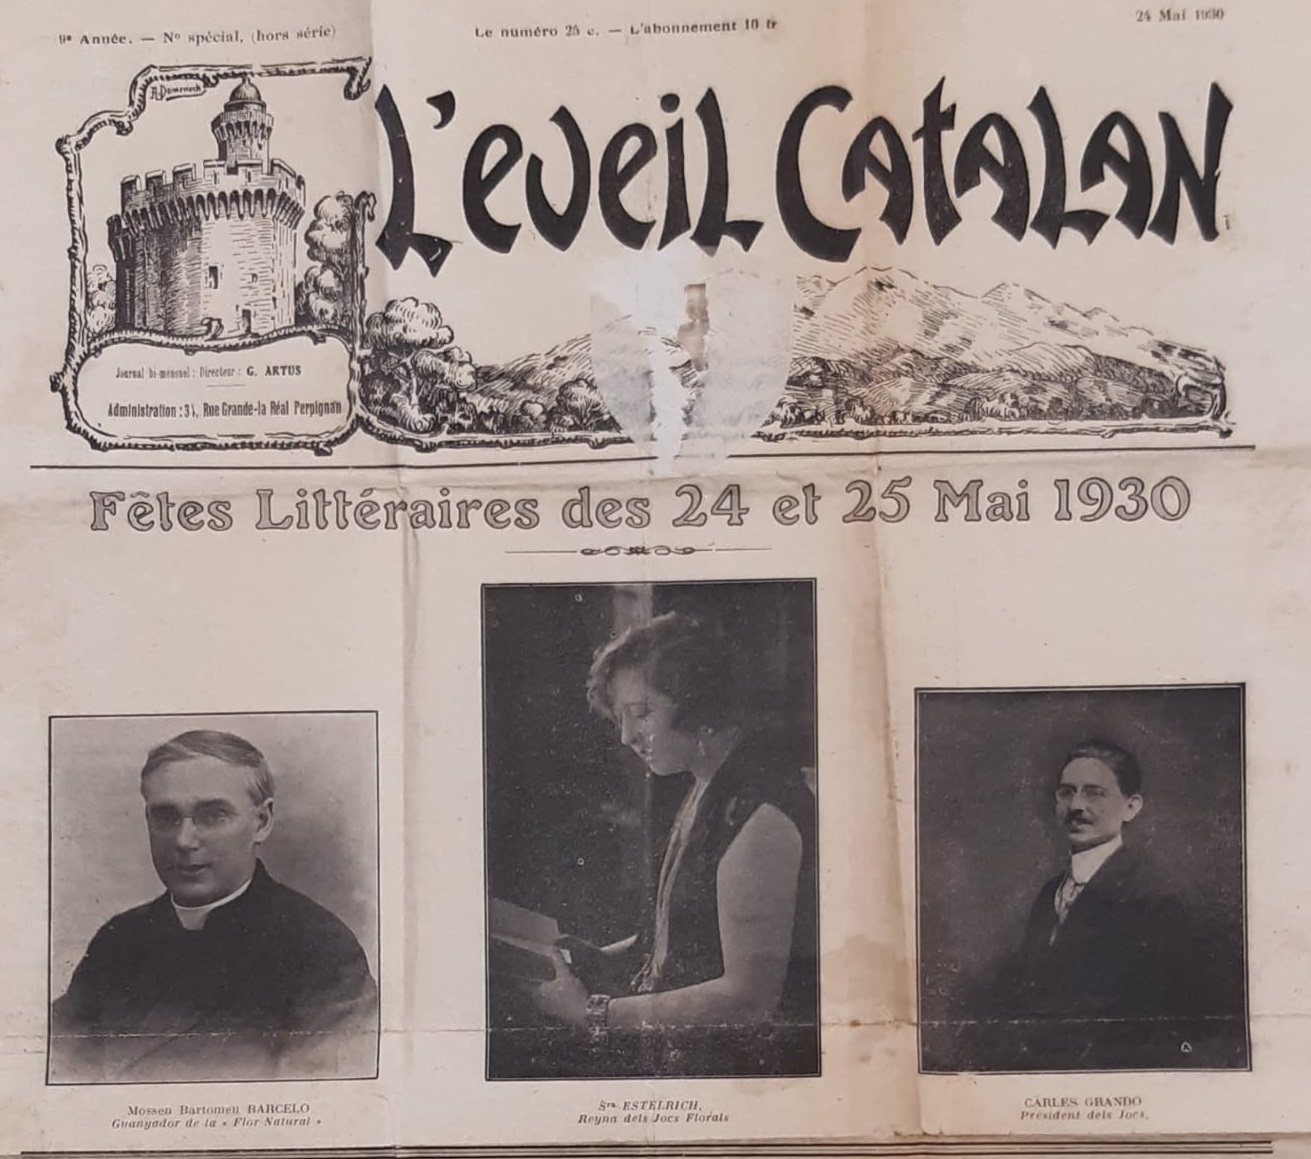 9ᵉ Année. — Nº spécial, (hors série)
Le numéro 25 c. — L'abonnement 10 fr
24 Mai 1930
A. Domenech
L'eveil Catalan
Journal bi-mensuel : Directeur : G. ARTUS
Administration : 31, Rue Grande-la Réal Perpignan
Fêtes Littéraires des 24 et 25 Mai 1930
Mossen Bartomeu BARCELO
Guanyador de la « Flor Natural »
Sʳᵃ ESTELRICH,
Reyna dels Jocs Florals
CARLES GRANDO
Président dels Jocs.